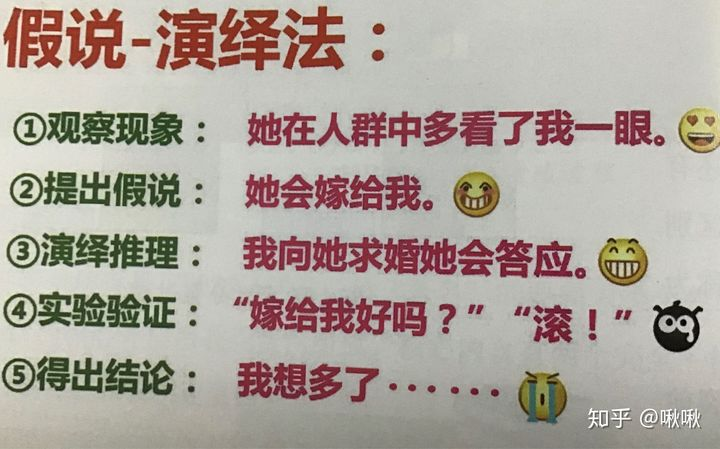 假说-演绎法：
①观察现象： 她在人群中多看了我一眼。
②提出假说： 她会嫁给我。
③演绎推理： 我向她求婚她会答应。
④实验验证： “嫁给我好吗？” “滚！”
⑤得出结论： 我想多了······
知乎 @啾啾